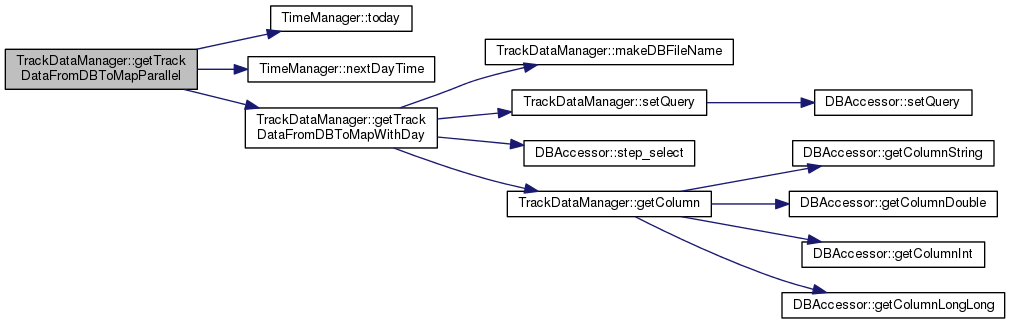 TrackDataManager::getTrack
DataFromDBToMapParallel
TimeManager::today
TimeManager::nextDayTime
TrackDataManager::getTrack
DataFromDBToMapWithDay
TrackDataManager::makeDBFileName
TrackDataManager::setQuery
DBAccessor::setQuery
DBAccessor::step_select
TrackDataManager::getColumn
DBAccessor::getColumnString
DBAccessor::getColumnDouble
DBAccessor::getColumnInt
DBAccessor::getColumnLongLong